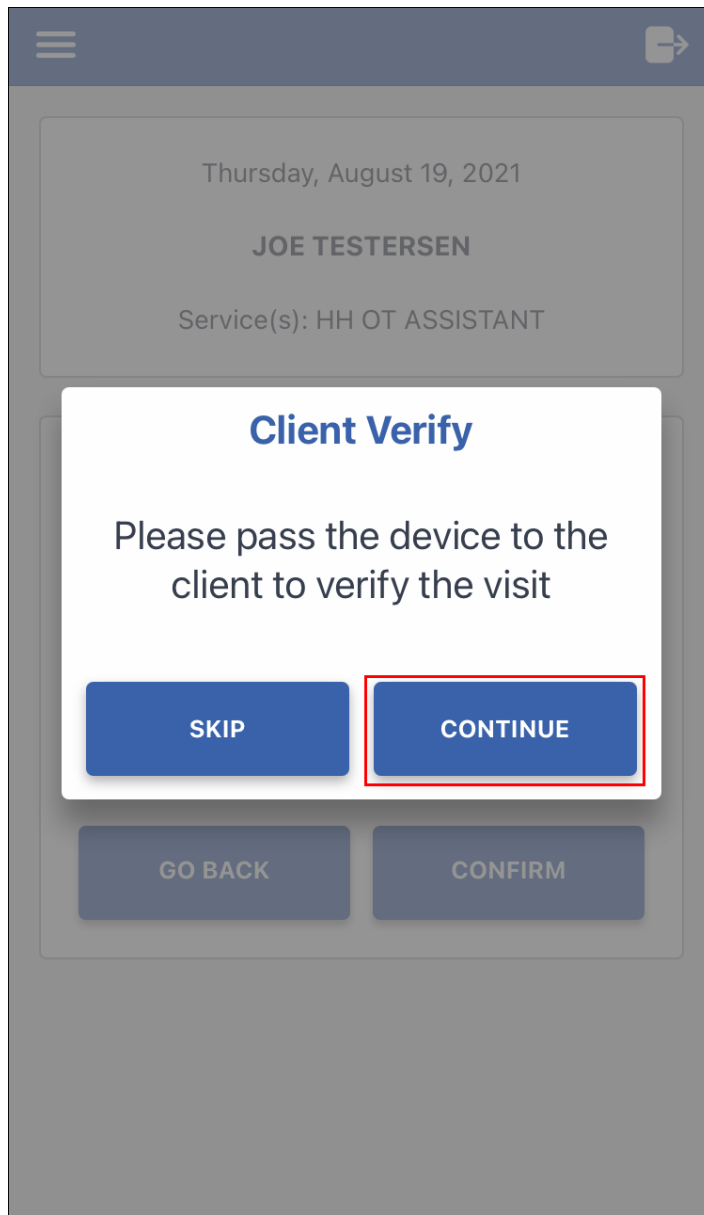 Thursday, August 19, 2021
JOE TESTERSEN
Service(s): HH OT ASSISTANT
Client Verify
Please pass the device to the
client to verify the visit
SKIP
CONTINUE
GO BACK
CONFIRM